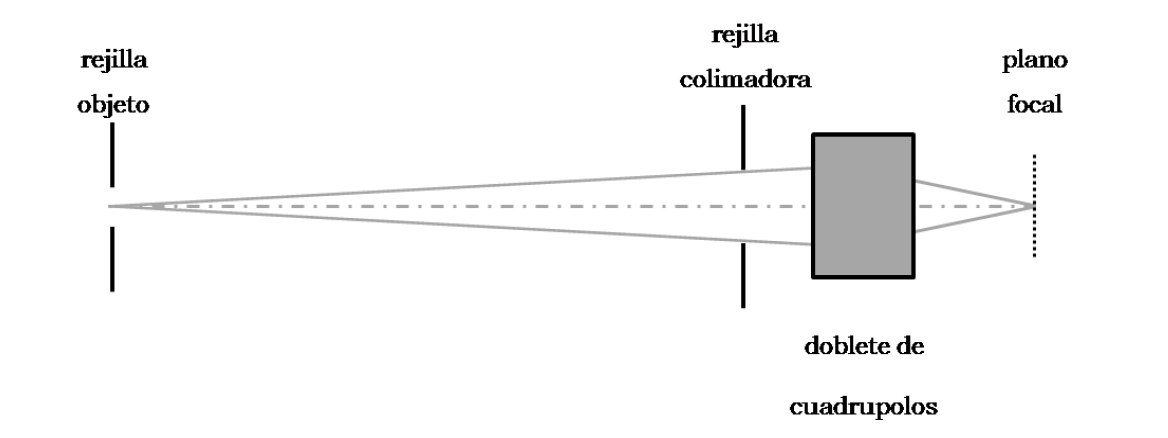 rejilla
objeto
rejilla
colimadora
plano
focal
doblete de
cuadrupolos